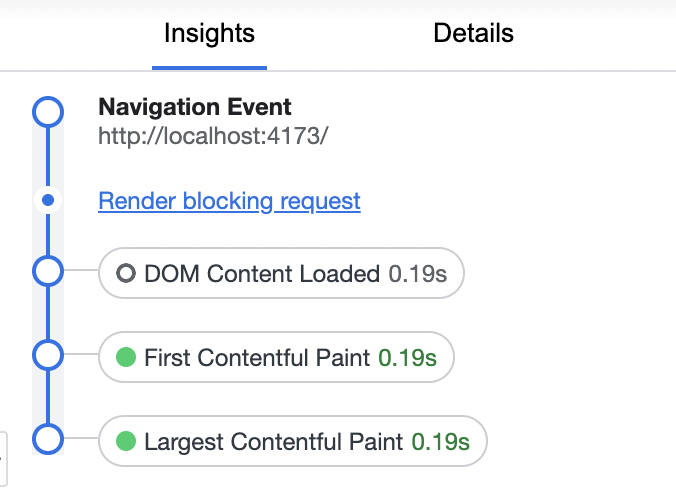 Insights Details
Navigation Event
http://localhost:4173/
Render blocking request
DOM Content Loaded 0.19s
First Contentful Paint 0.19s
Largest Contentful Paint 0.19s